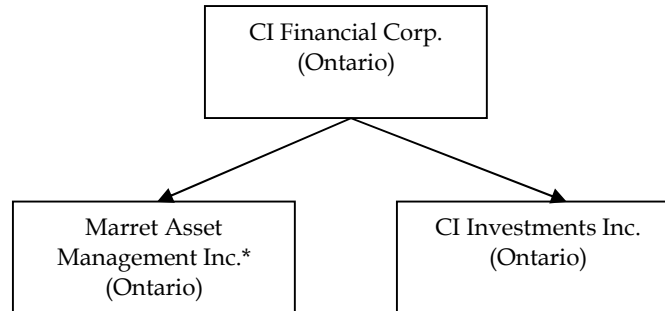 CI Financial Corp.
(Ontario)
Marret Asset
Management Inc.*
(Ontario)
CI Investments Inc.
(Ontario)